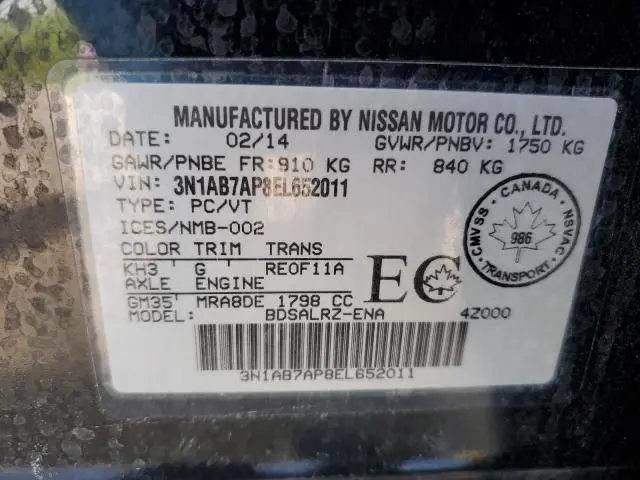 MANUFACTURED BY NISSAN MOTOR CO., LTD.
DATE: 02/14 GVWR/PNBV: 1750 KG
GAWR/PNBE FR: 910 KG RR: 840 KG
VIN: 3N1AB7AP8EL652011
TYPE: PC/VT
ICES/NMB-002
COLOR TRIM TRANS
KH3 G RE0F11A
AXLE ENGINE
GM35 MRA8DE 1798 CC
MODEL: BDSALRZ-ENA 4Z000
3N1AB7AP8EL652011
EC
CANADA
CMVSS
NSVAC
986
TRANSPORT